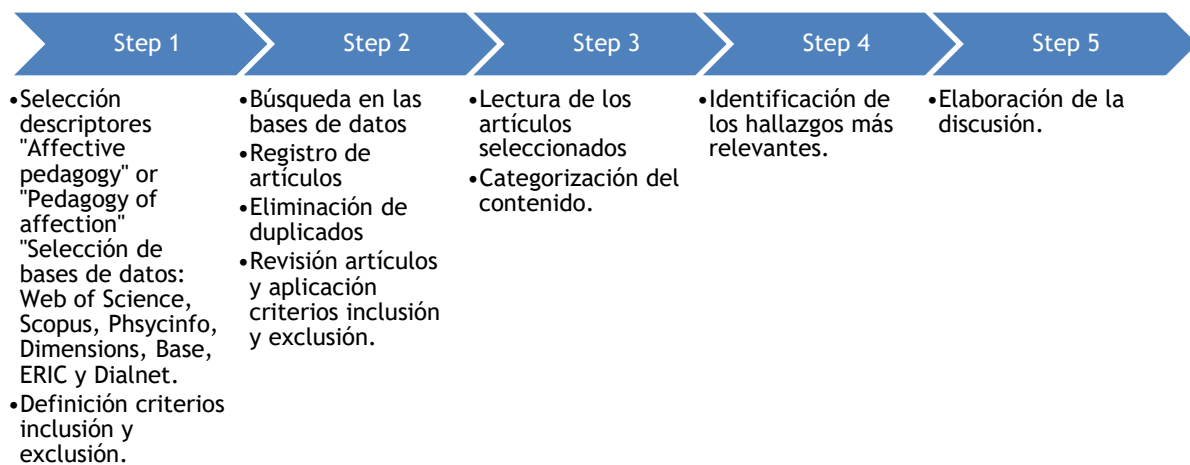 Step 1
•Selección
descriptores
"Affective
pedagogy" or
"Pedagogy of
affection"
"Selección de
bases de datos:
Web of Science,
Scopus, Phsycinfo,
Dimensions, Base,
ERIC y Dialnet.
•Definición criterios
inclusión y
exclusión.
Step 2
•Búsqueda en las
bases de datos
•Registro de
artículos
•Eliminación de
duplicados
•Revisión artículos
y aplicación
criterios inclusión
y exclusión.
Step 3
•Lectura de los
artículos
seleccionados
•Categorización del
contenido.
Step 4
•Identificación de
los hallazgos más
relevantes.
Step 5
•Elaboración de la
discusión.